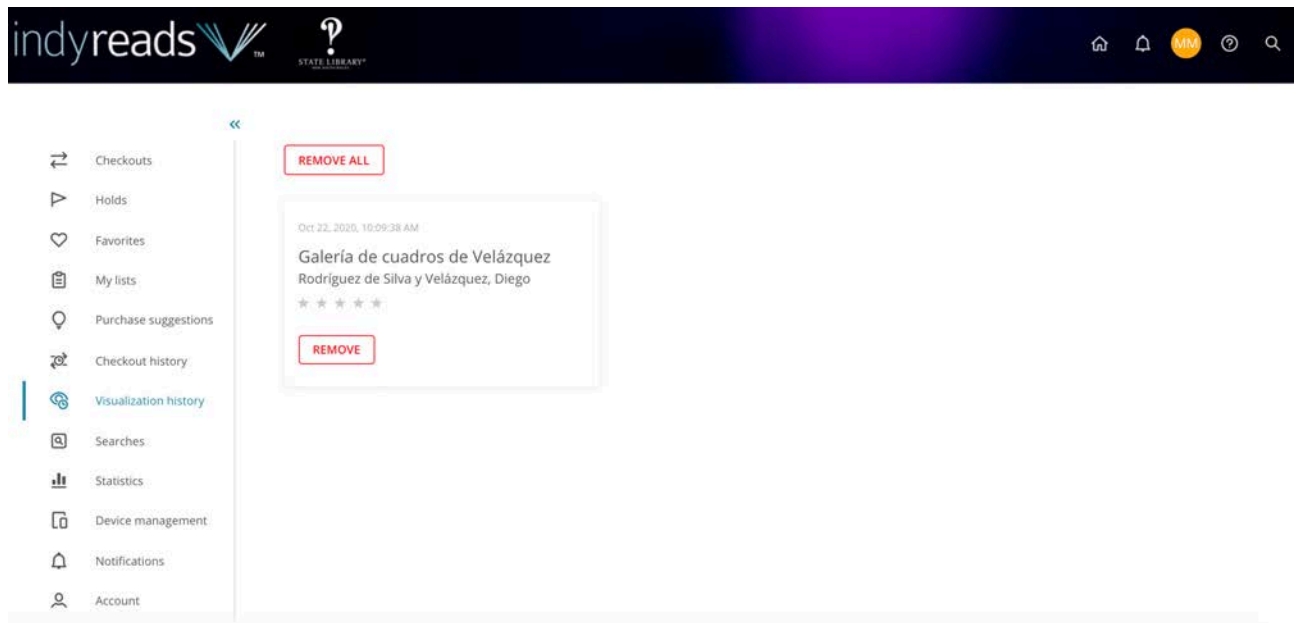 indyreads TM
STATE LIBRARY®
MM
Checkouts
Holds
Favorites
My lists
Purchase suggestions
Checkout history
Visualization history
Searches
Statistics
Device management
Notifications
Account
REMOVE ALL
Oct 22, 2020, 10:09:38 AM
Galería de cuadros de Velázquez
Rodríguez de Silva y Velázquez, Diego
REMOVE